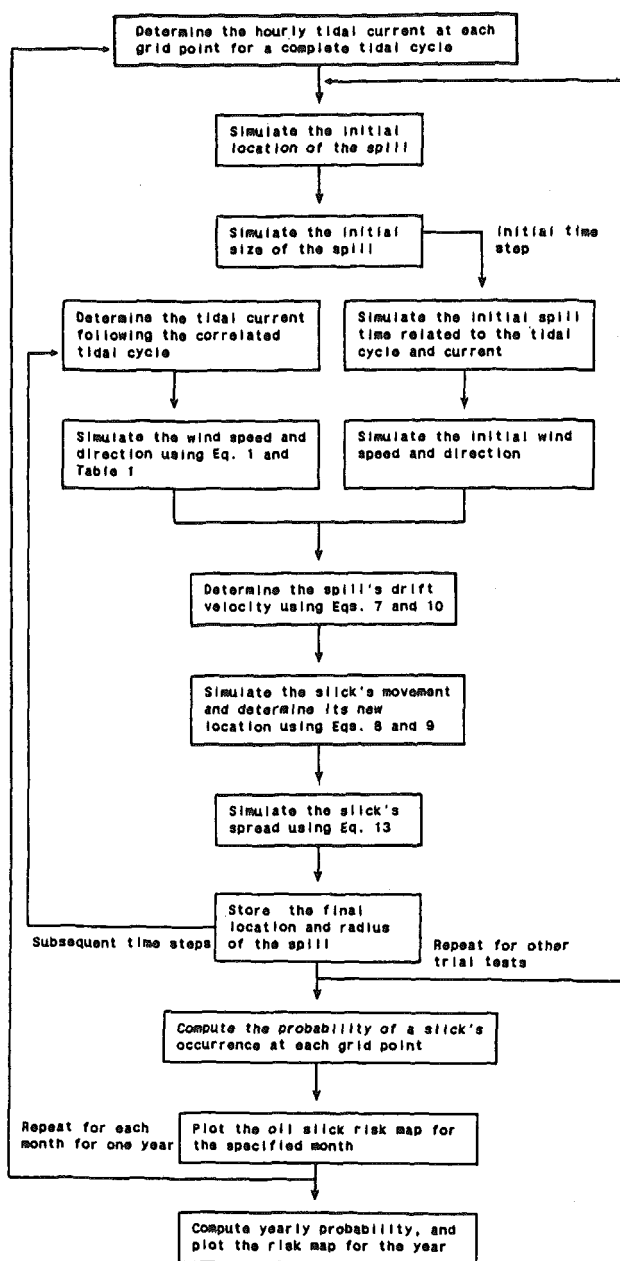 Determine the hourly tidal current at each
grid point for a complete tidal cycle
Simulate the initial
location of the spill
Simulate the initial
size of the spill
Initial time
step
Determine the tidal current
following the correlated
tidal cycle
Simulate the initial spill
time related to the tidal
cycle and current
Simulate the wind speed and
direction using Eq. 1 and
Table 1
Simulate the initial wind
speed and direction
Determine the spill's drift
velocity using Eqs. 7 and 10
Simulate the slick's movement
and determine its new
location using Eqs. 8 and 9
Simulate the slick's
spread using Eq. 13
Store the final
location and radius
of the spill
Subsequent time steps
Repeat for other
trial tests
Compute the probability of a slick's
occurrence at each grid point
Repeat for each
month for one year
Plot the oil slick risk map for
the specified month
Compute yearly probability, and
plot the risk map for the year